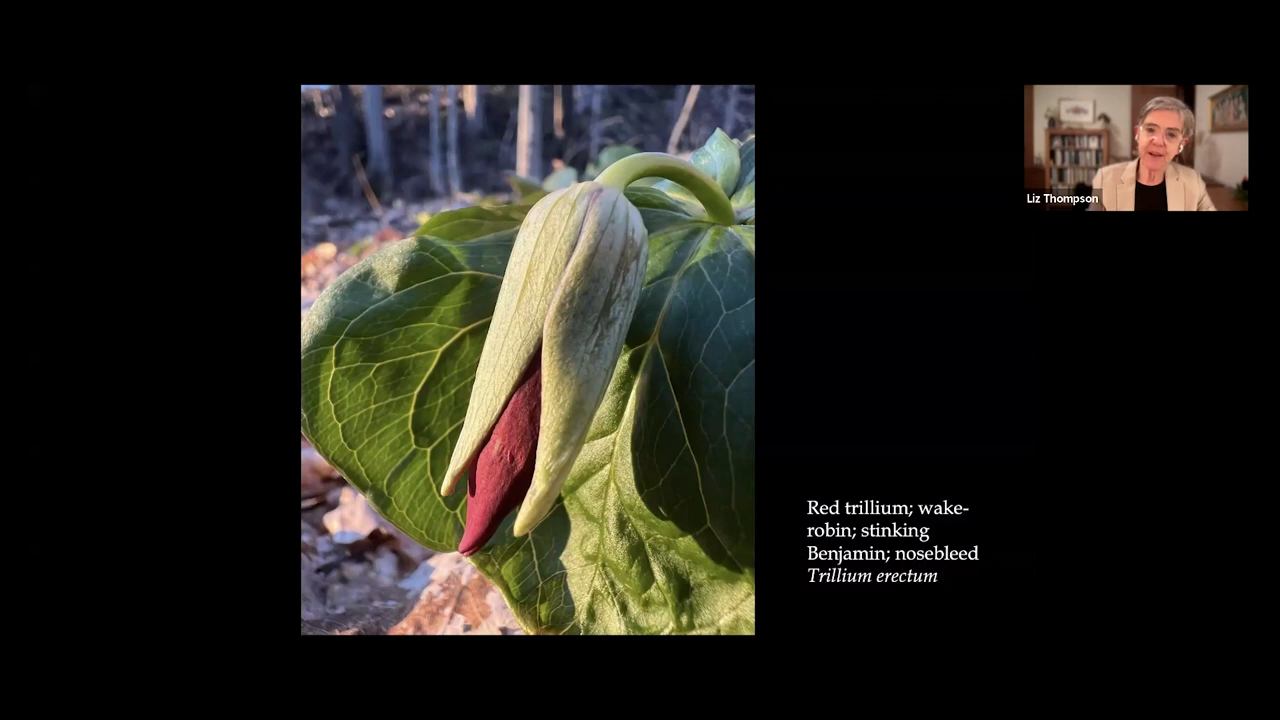 Liz Thompson
Red trillium; wake-
robin; stinking
Benjamin; nosebleed
Trillium erectum